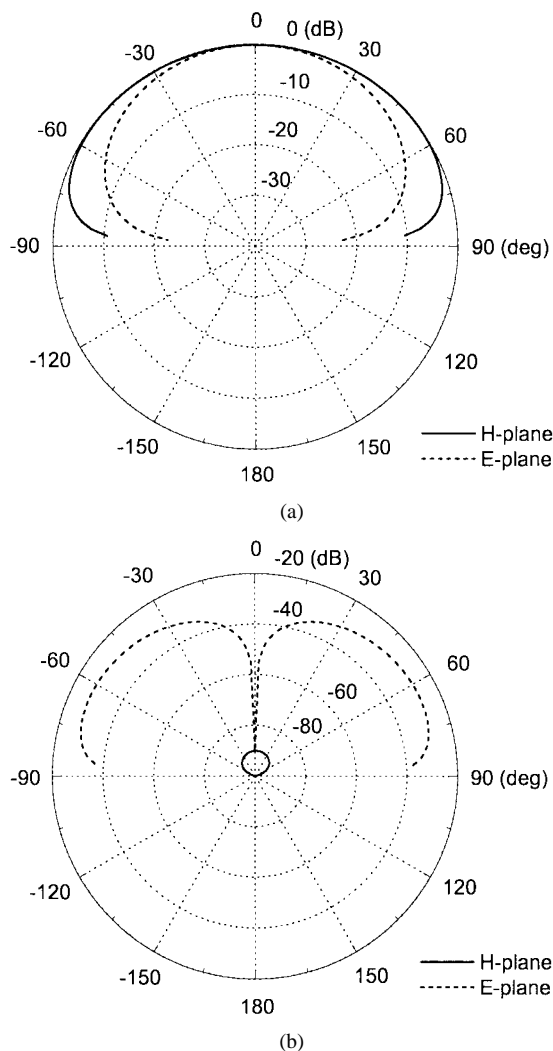 0 0 (dB)
-30 30
-10
-60 -20 60
-30
-90 90 (deg)
-120 120
-150 150
180
H-plane
E-plane
(a)
0 -20 (dB)
-30 30
-40
-60 60
-60
-80
-90 90 (deg)
-120 120
-150 150
180
H-plane
E-plane
(b)